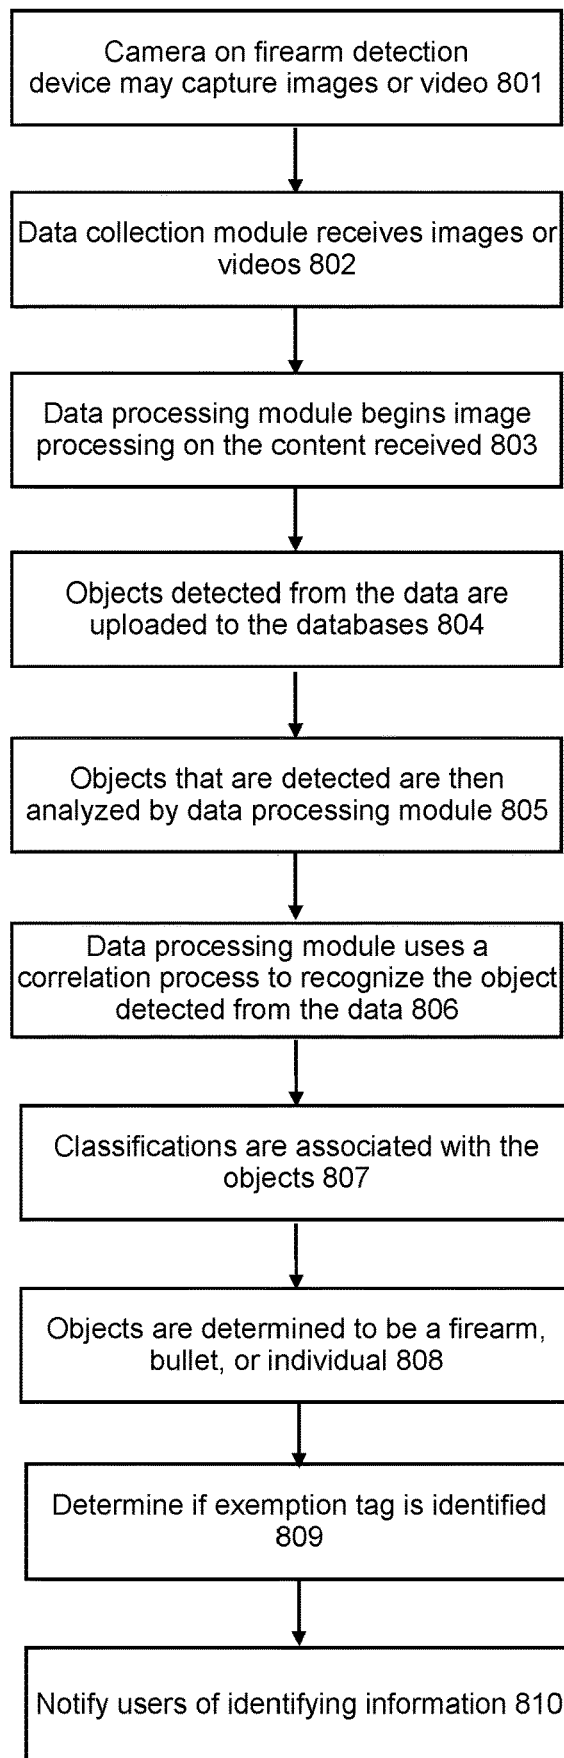 Camera on firearm detection
device may capture images or video 801
Data collection module receives images or
videos 802
Data processing module begins image
processing on the content received 803
Objects detected from the data are
uploaded to the databases 804
Objects that are detected are then
analyzed by data processing module 805
Data processing module uses a
correlation process to recognize the object
detected from the data 806
Classifications are associated with the
objects 807
Objects are determined to be a firearm,
bullet, or individual 808
Determine if exemption tag is identified
809
Notify users of identifying information 810